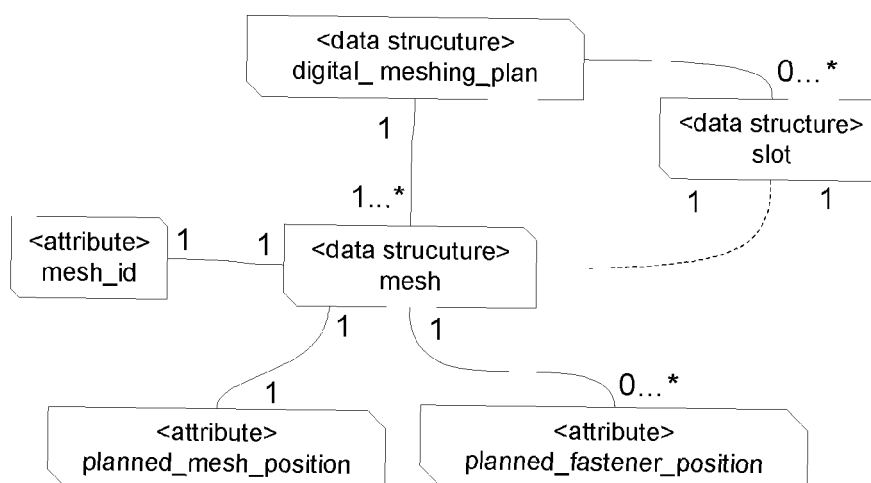 <data strucuture>
digital_ meshing_plan
0...*
1
<data structure>
slot
1...*
1
1
<attribute>
mesh_id
1
1
<data strucuture>
mesh
1
1
1
0...*
<attribute>
planned_mesh_position
<attribute>
planned_fastener_position